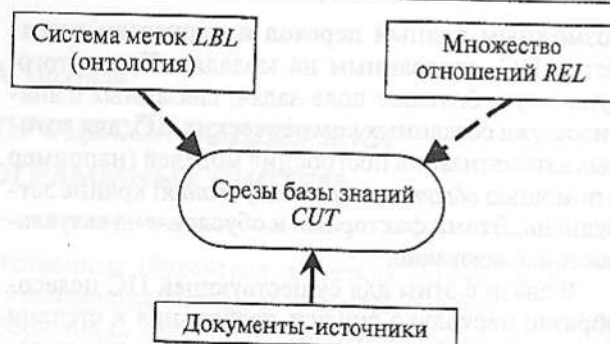 Система меток LBL
(онтология)
Множество
отношений REL
Срезы базы знаний
CUT
Документы-источники